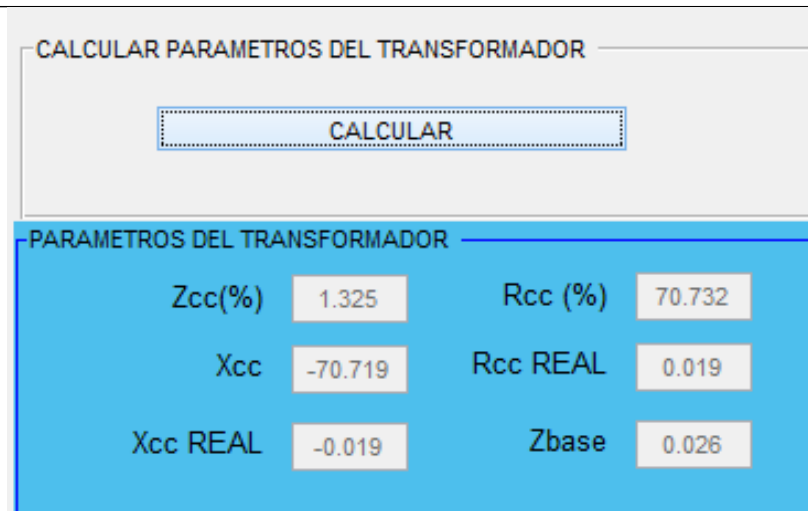 CALCULAR PARAMETROS DEL TRANSFORMADOR
CALCULAR
PARAMETROS DEL TRANSFORMADOR
Zcc(%) 1.325 Rcc (%) 70.732
Xcc -70.719 Rcc REAL 0.019
Xcc REAL -0.019 Zbase 0.026